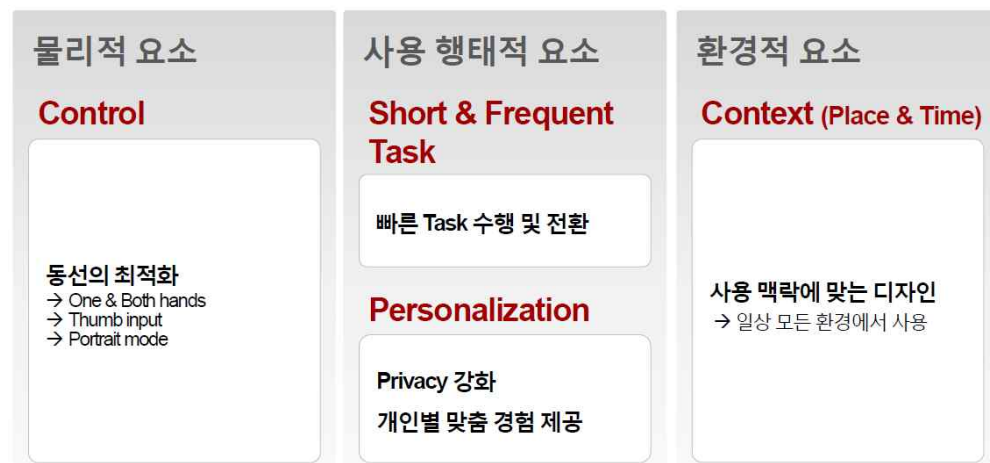 물리적 요소
Control
동선의 최적화
→ One & Both hands
→ Thumb input
→ Portrait mode
사용 행태적 요소
Short & Frequent
Task
빠른 Task 수행 및 전환
Personalization
Privacy 강화
개인별 맞춤 경험 제공
환경적 요소
Context (Place & Time)
사용 맥락에 맞는 디자인
→ 일상 모든 환경에서 사용